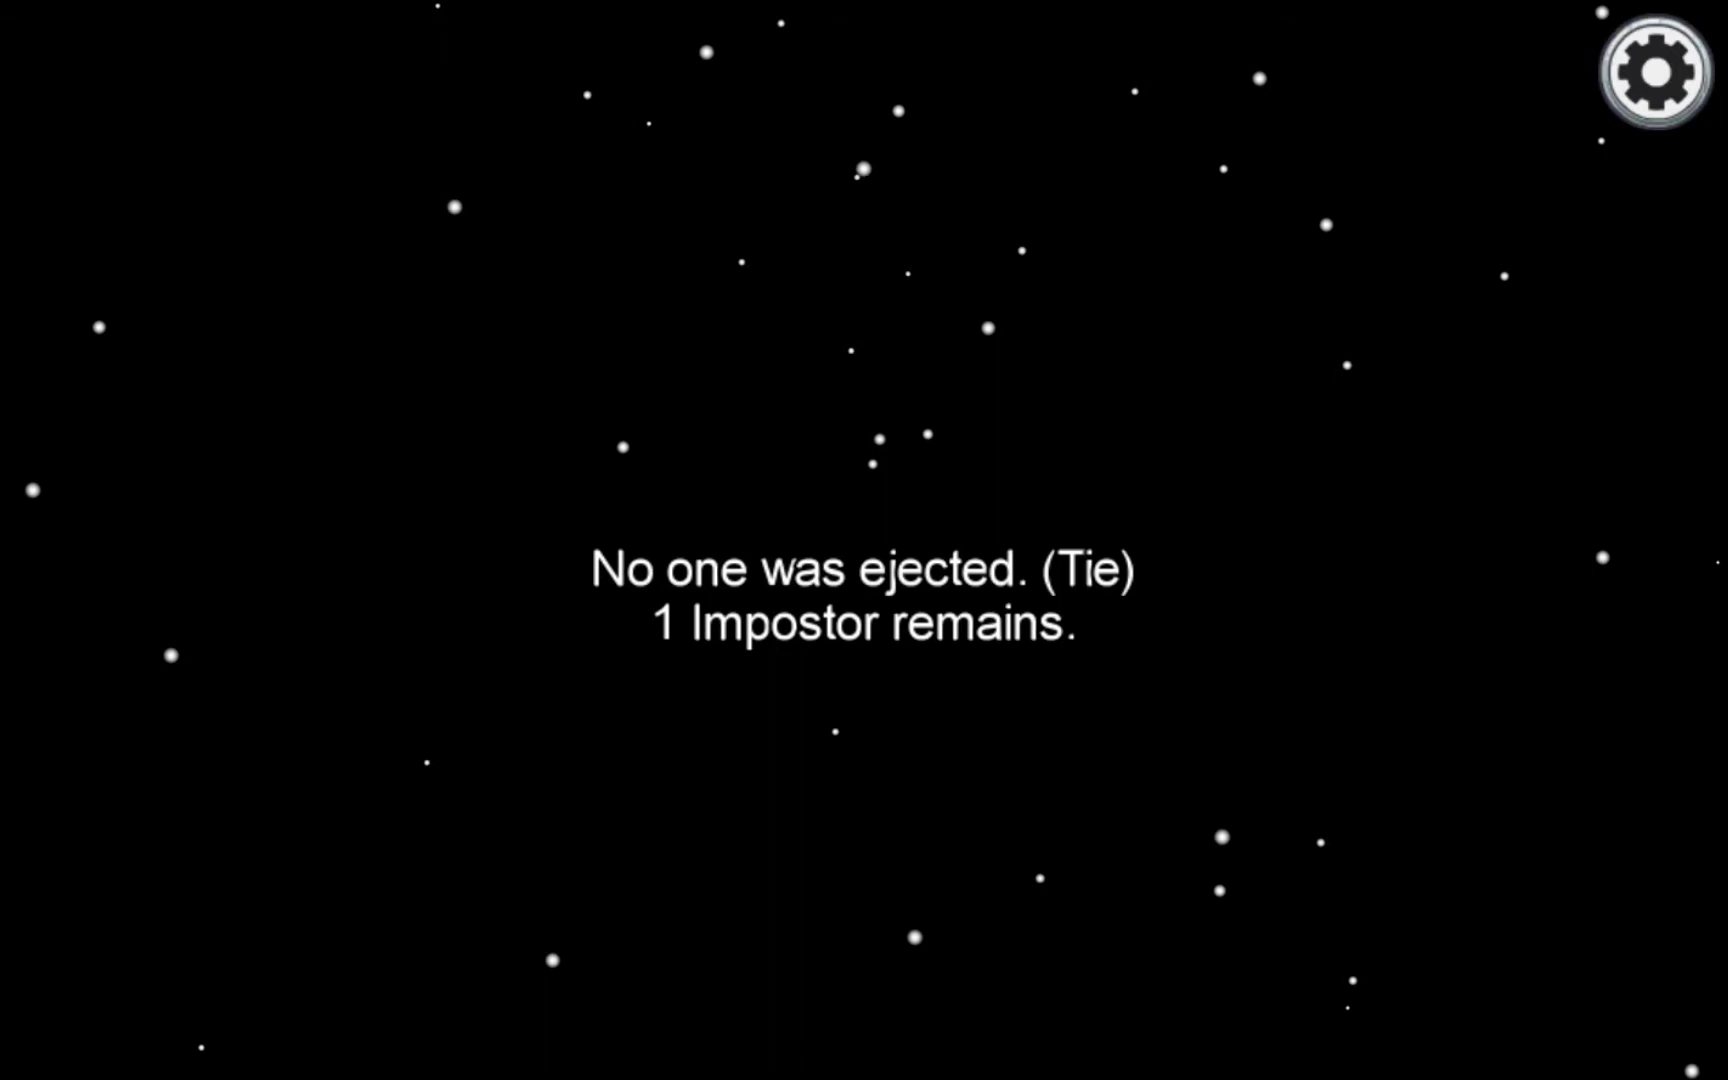 No one was ejected. (Tie)
1 Impostor remains.